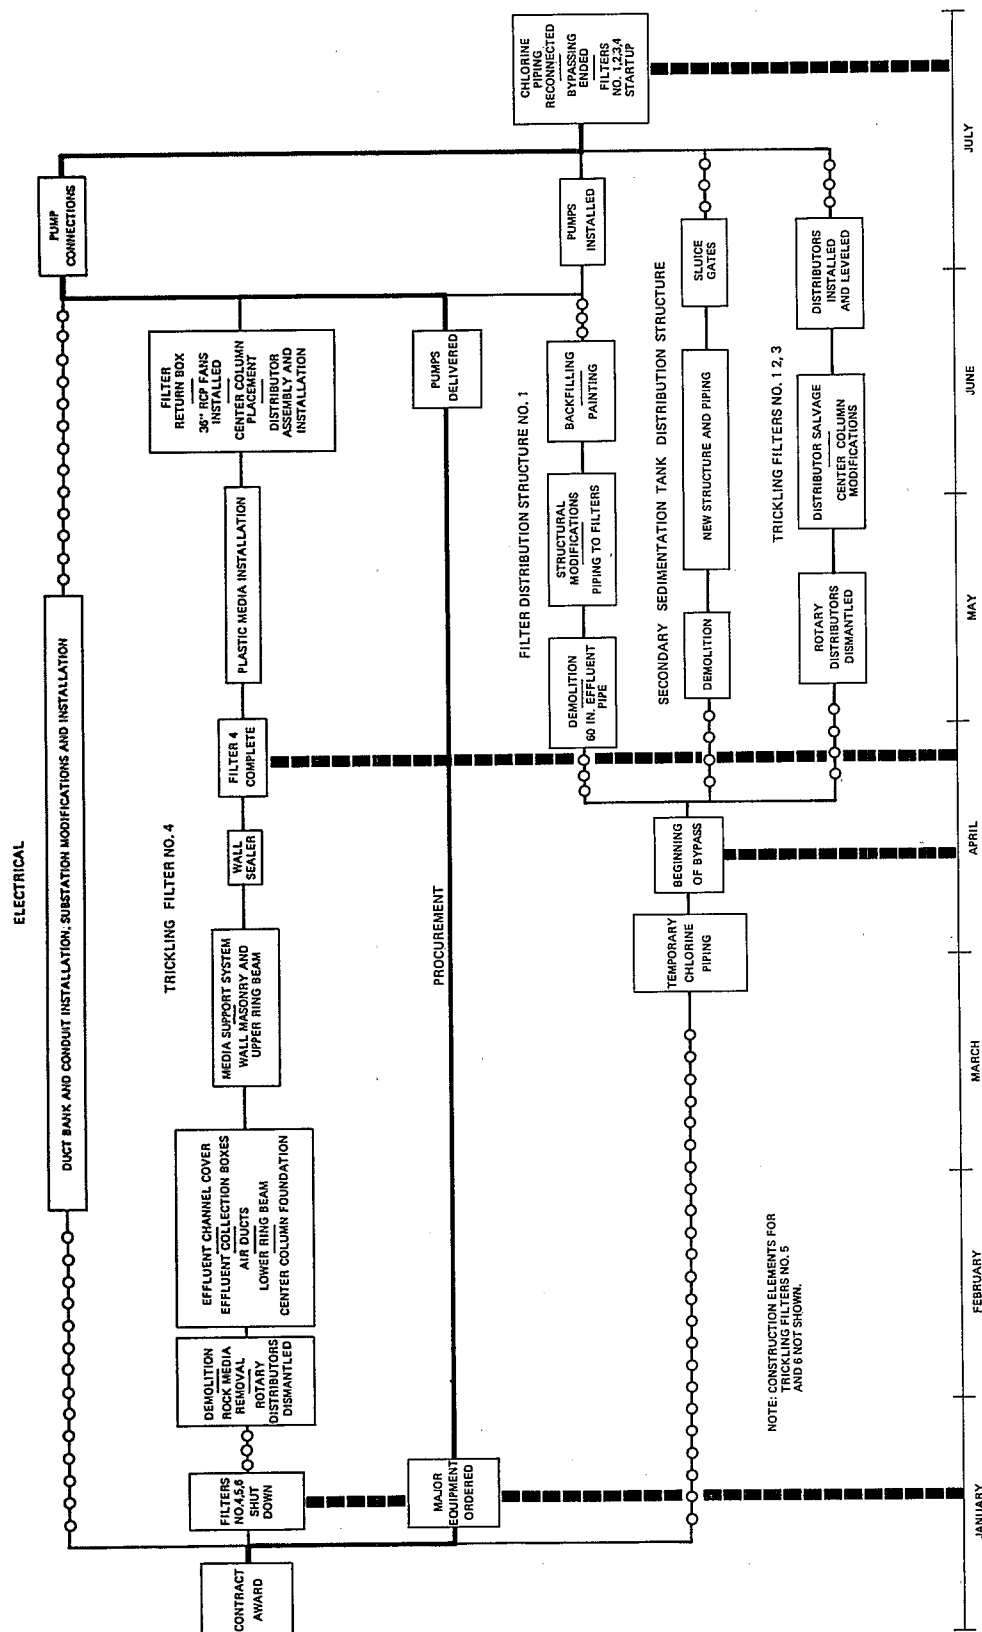 ELECTRICAL
DUCT BANK AND CONDUIT INSTALLATION; SUBSTATION MODIFICATIONS AND INSTALLATION
PUMP
CONNECTIONS
TRICKLING FILTER NO. 4
CONTRACT
AWARD
FILTERS
NO.4,5,6
SHUT
DOWN
DEMOLITION
ROCK MEDIA
REMOVAL
ROTARY
DISTRIBUTORS
DISMANTLED
EFFLUENT CHANNEL COVER
EFFLUENT COLLECTION BOXES
AIR DUCTS
LOWER RING BEAM
CENTER COLUMN FOUNDATION
MEDIA SUPPORT SYSTEM
WALL MASONRY AND
UPPER RING BEAM
WALL
SEALER
FILTER 4
COMPLETE
PLASTIC MEDIA INSTALLATION
FILTER
RETURN BOX
36" RCP FANS
INSTALLED
CENTER COLUMN
PLACEMENT
DISTRIBUTOR
ASSEMBLY AND
INSTALLATION
MAJOR
EQUIPMENT
ORDERED
PROCUREMENT
PUMPS
DELIVERED
FILTER DISTRIBUTION STRUCTURE NO. 1
DEMOLITION
60 IN. EFFLUENT
PIPE
STRUCTURAL
MODIFICATIONS
PIPING TO FILTERS
BACKFILLING
PAINTING
PUMPS
INSTALLED
CHLORINE
PIPING
RECONNECTED
BYPASSING
ENDED
FILTERS
NO. 1,2,3,4
STARTUP
TEMPORARY
CHLORINE
PIPING
BEGINNING
OF BYPASS
SECONDARY SEDIMENTATION TANK DISTRIBUTION STRUCTURE
DEMOLITION
NEW STRUCTURE AND PIPING
SLUICE
GATES
TRICKLING FILTERS NO. 1 2, 3
ROTARY
DISTRIBUTORS
DISMANTLED
DISTRIBUTOR SALVAGE
CENTER COLUMN
MODIFICATIONS
DISTRIBUTORS
INSTALLED
AND LEVELED
NOTE: CONSTRUCTION ELEMENTS FOR
TRICKLING FILTERS NO. 5
AND 6 NOT SHOWN.
JANUARY
FEBRUARY
MARCH
APRIL
MAY
JUNE
JULY